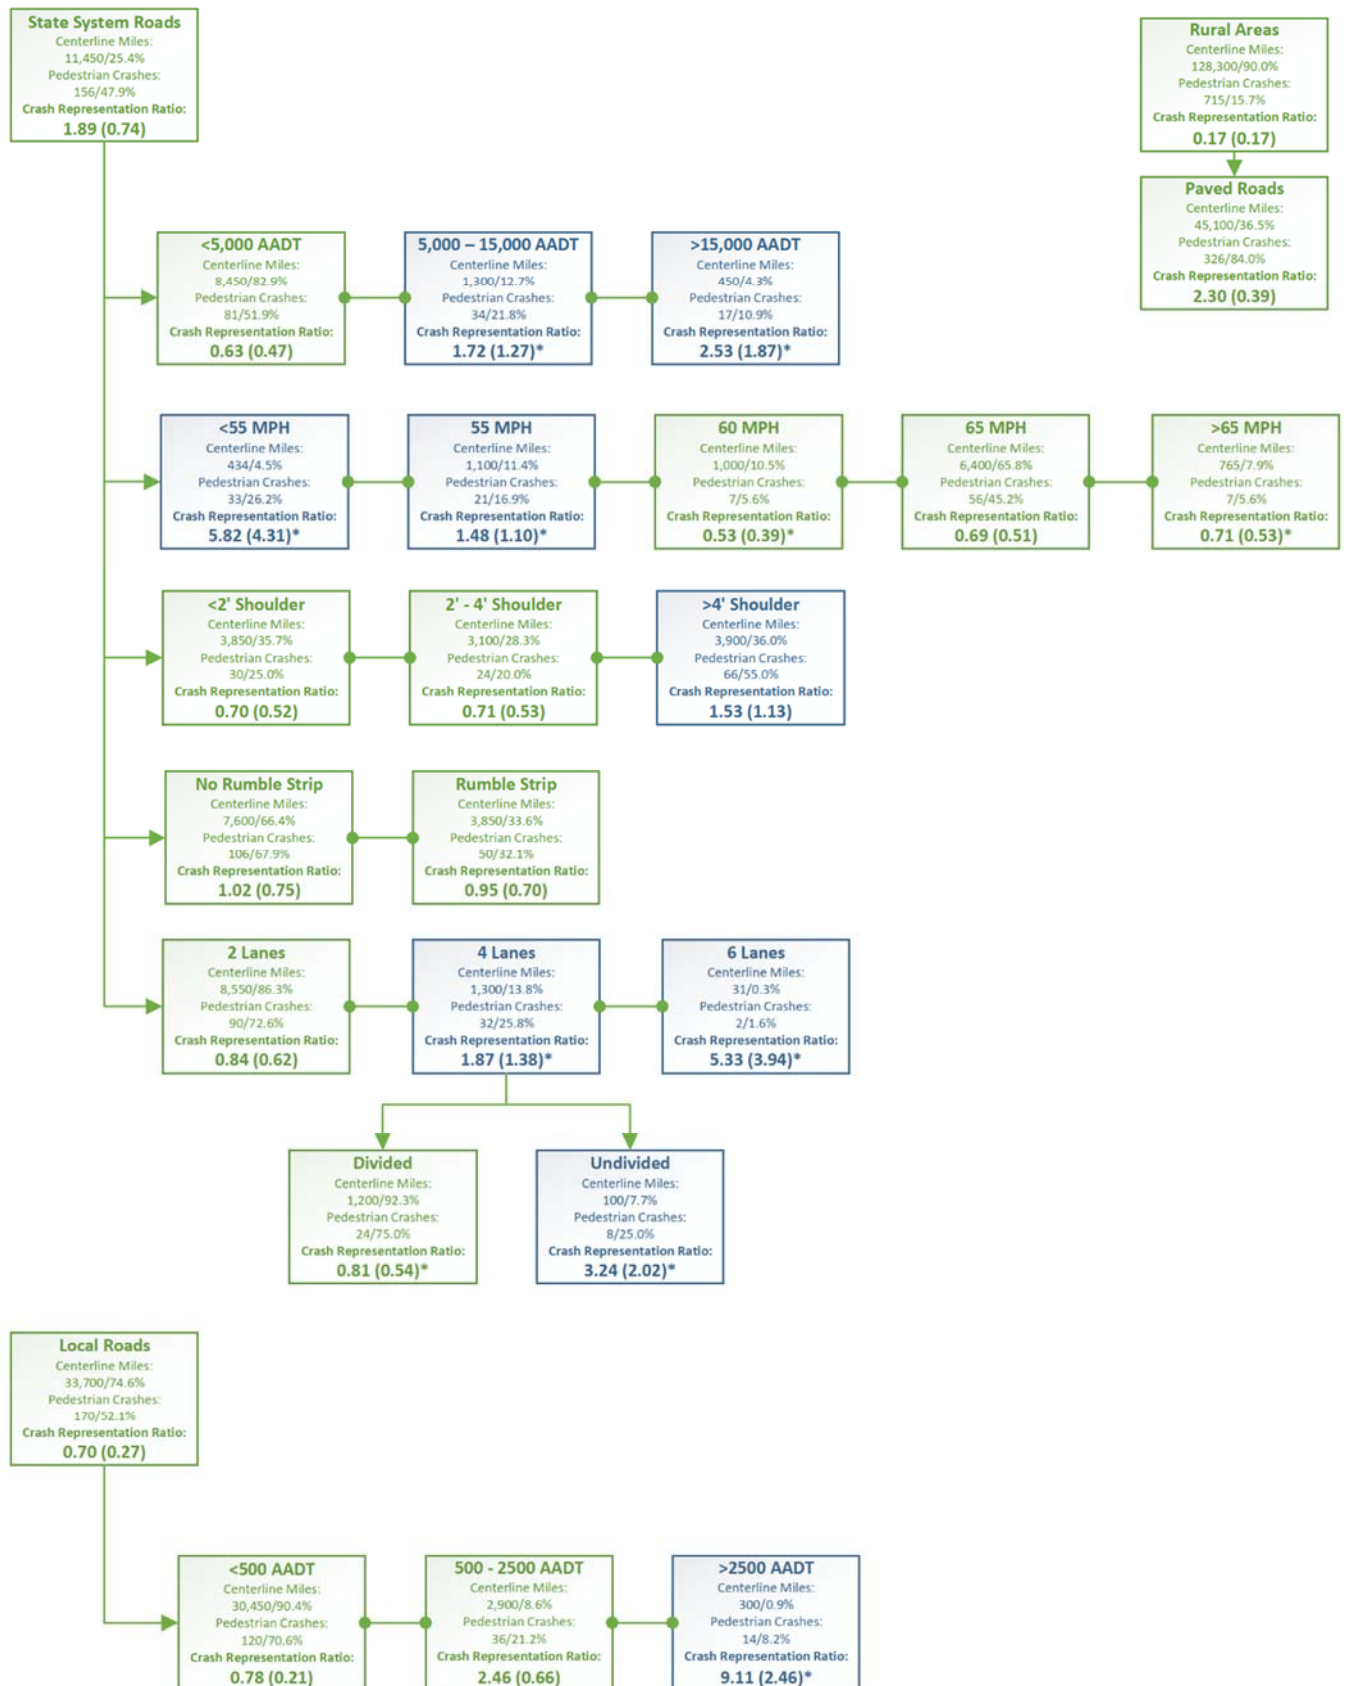 State System Roads
Centerline Miles:
11,450/25.4%
Pedestrian Crashes:
156/47.9%
Crash Representation Ratio:
1.89 (0.74)
Rural Areas
Centerline Miles:
128,300/90.0%
Pedestrian Crashes:
715/15.7%
Crash Representation Ratio:
0.17 (0.17)
Paved Roads
Centerline Miles:
45,100/36.5%
Pedestrian Crashes:
326/84.0%
Crash Representation Ratio:
2.30 (0.39)
<5,000 AADT
Centerline Miles:
8,450/82.9%
Pedestrian Crashes:
81/51.9%
Crash Representation Ratio:
0.63 (0.47)
5,000 – 15,000 AADT
Centerline Miles:
1,300/12.7%
Pedestrian Crashes:
34/21.8%
Crash Representation Ratio:
1.72 (1.27)*
>15,000 AADT
Centerline Miles:
450/4.3%
Pedestrian Crashes:
17/10.9%
Crash Representation Ratio:
2.53 (1.87)*
<55 MPH
Centerline Miles:
434/4.5%
Pedestrian Crashes:
33/26.2%
Crash Representation Ratio:
5.82 (4.31)*
55 MPH
Centerline Miles:
1,100/11.4%
Pedestrian Crashes:
21/16.9%
Crash Representation Ratio:
1.48 (1.10)*
60 MPH
Centerline Miles:
1,000/10.5%
Pedestrian Crashes:
7/5.6%
Crash Representation Ratio:
0.53 (0.39)*
65 MPH
Centerline Miles:
6,400/65.8%
Pedestrian Crashes:
56/45.2%
Crash Representation Ratio:
0.69 (0.51)
>65 MPH
Centerline Miles:
765/7.9%
Pedestrian Crashes:
7/5.6%
Crash Representation Ratio:
0.71 (0.53)*
<2' Shoulder
Centerline Miles:
3,850/35.7%
Pedestrian Crashes:
30/25.0%
Crash Representation Ratio:
0.70 (0.52)
2' - 4' Shoulder
Centerline Miles:
3,100/28.3%
Pedestrian Crashes:
24/20.0%
Crash Representation Ratio:
0.71 (0.53)
>4' Shoulder
Centerline Miles:
3,900/36.0%
Pedestrian Crashes:
66/55.0%
Crash Representation Ratio:
1.53 (1.13)
No Rumble Strip
Centerline Miles:
7,600/66.4%
Pedestrian Crashes:
106/67.9%
Crash Representation Ratio:
1.02 (0.75)
Rumble Strip
Centerline Miles:
3,850/33.6%
Pedestrian Crashes:
50/32.1%
Crash Representation Ratio:
0.95 (0.70)
2 Lanes
Centerline Miles:
8,550/86.3%
Pedestrian Crashes:
90/72.6%
Crash Representation Ratio:
0.84 (0.62)
4 Lanes
Centerline Miles:
1,300/13.8%
Pedestrian Crashes:
32/25.8%
Crash Representation Ratio:
1.87 (1.38)*
6 Lanes
Centerline Miles:
31/0.3%
Pedestrian Crashes:
2/1.6%
Crash Representation Ratio:
5.33 (3.94)*
Divided
Centerline Miles:
1,200/92.3%
Pedestrian Crashes:
24/75.0%
Crash Representation Ratio:
0.81 (0.54)*
Undivided
Centerline Miles:
100/7.7%
Pedestrian Crashes:
8/25.0%
Crash Representation Ratio:
3.24 (2.02)*
Local Roads
Centerline Miles:
33,700/74.6%
Pedestrian Crashes:
170/52.1%
Crash Representation Ratio:
0.70 (0.27)
<500 AADT
Centerline Miles:
30,450/90.4%
Pedestrian Crashes:
120/70.6%
Crash Representation Ratio:
0.78 (0.21)
500 - 2500 AADT
Centerline Miles:
2,900/8.6%
Pedestrian Crashes:
36/21.2%
Crash Representation Ratio:
2.46 (0.66)
>2500 AADT
Centerline Miles:
300/0.9%
Pedestrian Crashes:
14/8.2%
Crash Representation Ratio:
9.11 (2.46)*